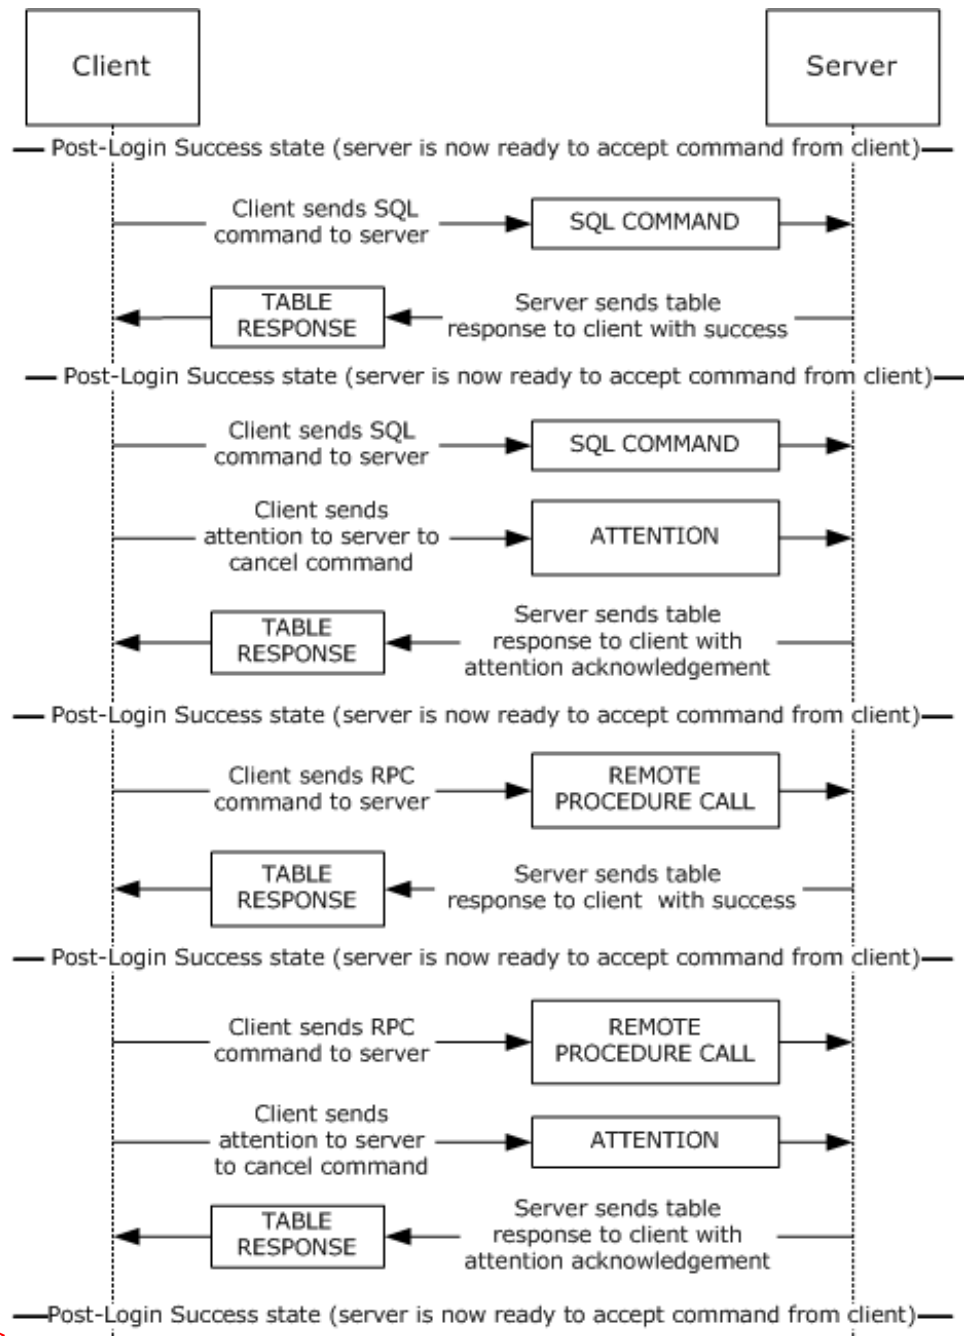 Client
Server
Post-Login Success state (server is now ready to accept command from client)
Client sends SQL
command to server
SQL COMMAND
TABLE
RESPONSE
Server sends table
response to client with success
Post-Login Success state (server is now ready to accept command from client)
Client sends SQL
command to server
SQL COMMAND
Client sends
attention to server to
cancel command
ATTENTION
TABLE
RESPONSE
Server sends table
response to client with
attention acknowledgement
Post-Login Success state (server is now ready to accept command from client)
Client sends RPC
command to server
REMOTE
PROCEDURE CALL
TABLE
RESPONSE
Server sends table
response to client with success
Post-Login Success state (server is now ready to accept command from client)
Client sends RPC
command to server
REMOTE
PROCEDURE CALL
Client sends
attention to server
to cancel command
ATTENTION
TABLE
RESPONSE
Server sends table
response to client with
attention acknowledgement
Post-Login Success state (server is now ready to accept command from client)